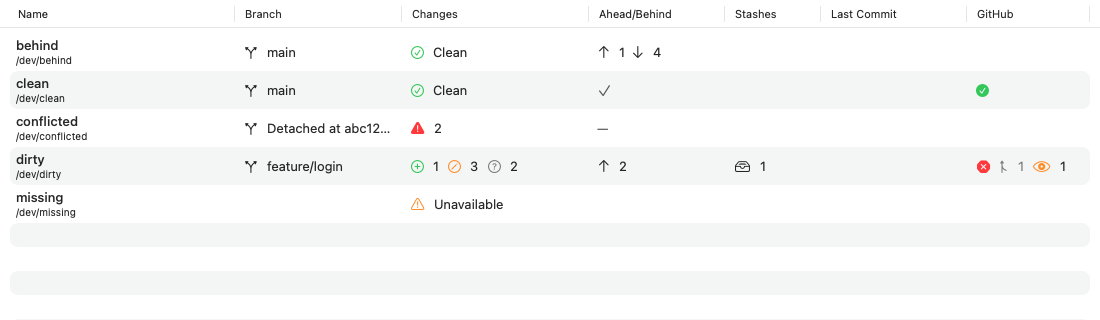 Name Branch Changes Ahead/Behind Stashes Last Commit GitHub
behind main Clean 1 4
/dev/behind
clean main Clean
/dev/clean
conflicted Detached at abc12... 2 —
/dev/conflicted
dirty feature/login 1 3 2 2 1 1 1
/dev/dirty
missing Unavailable
/dev/missing